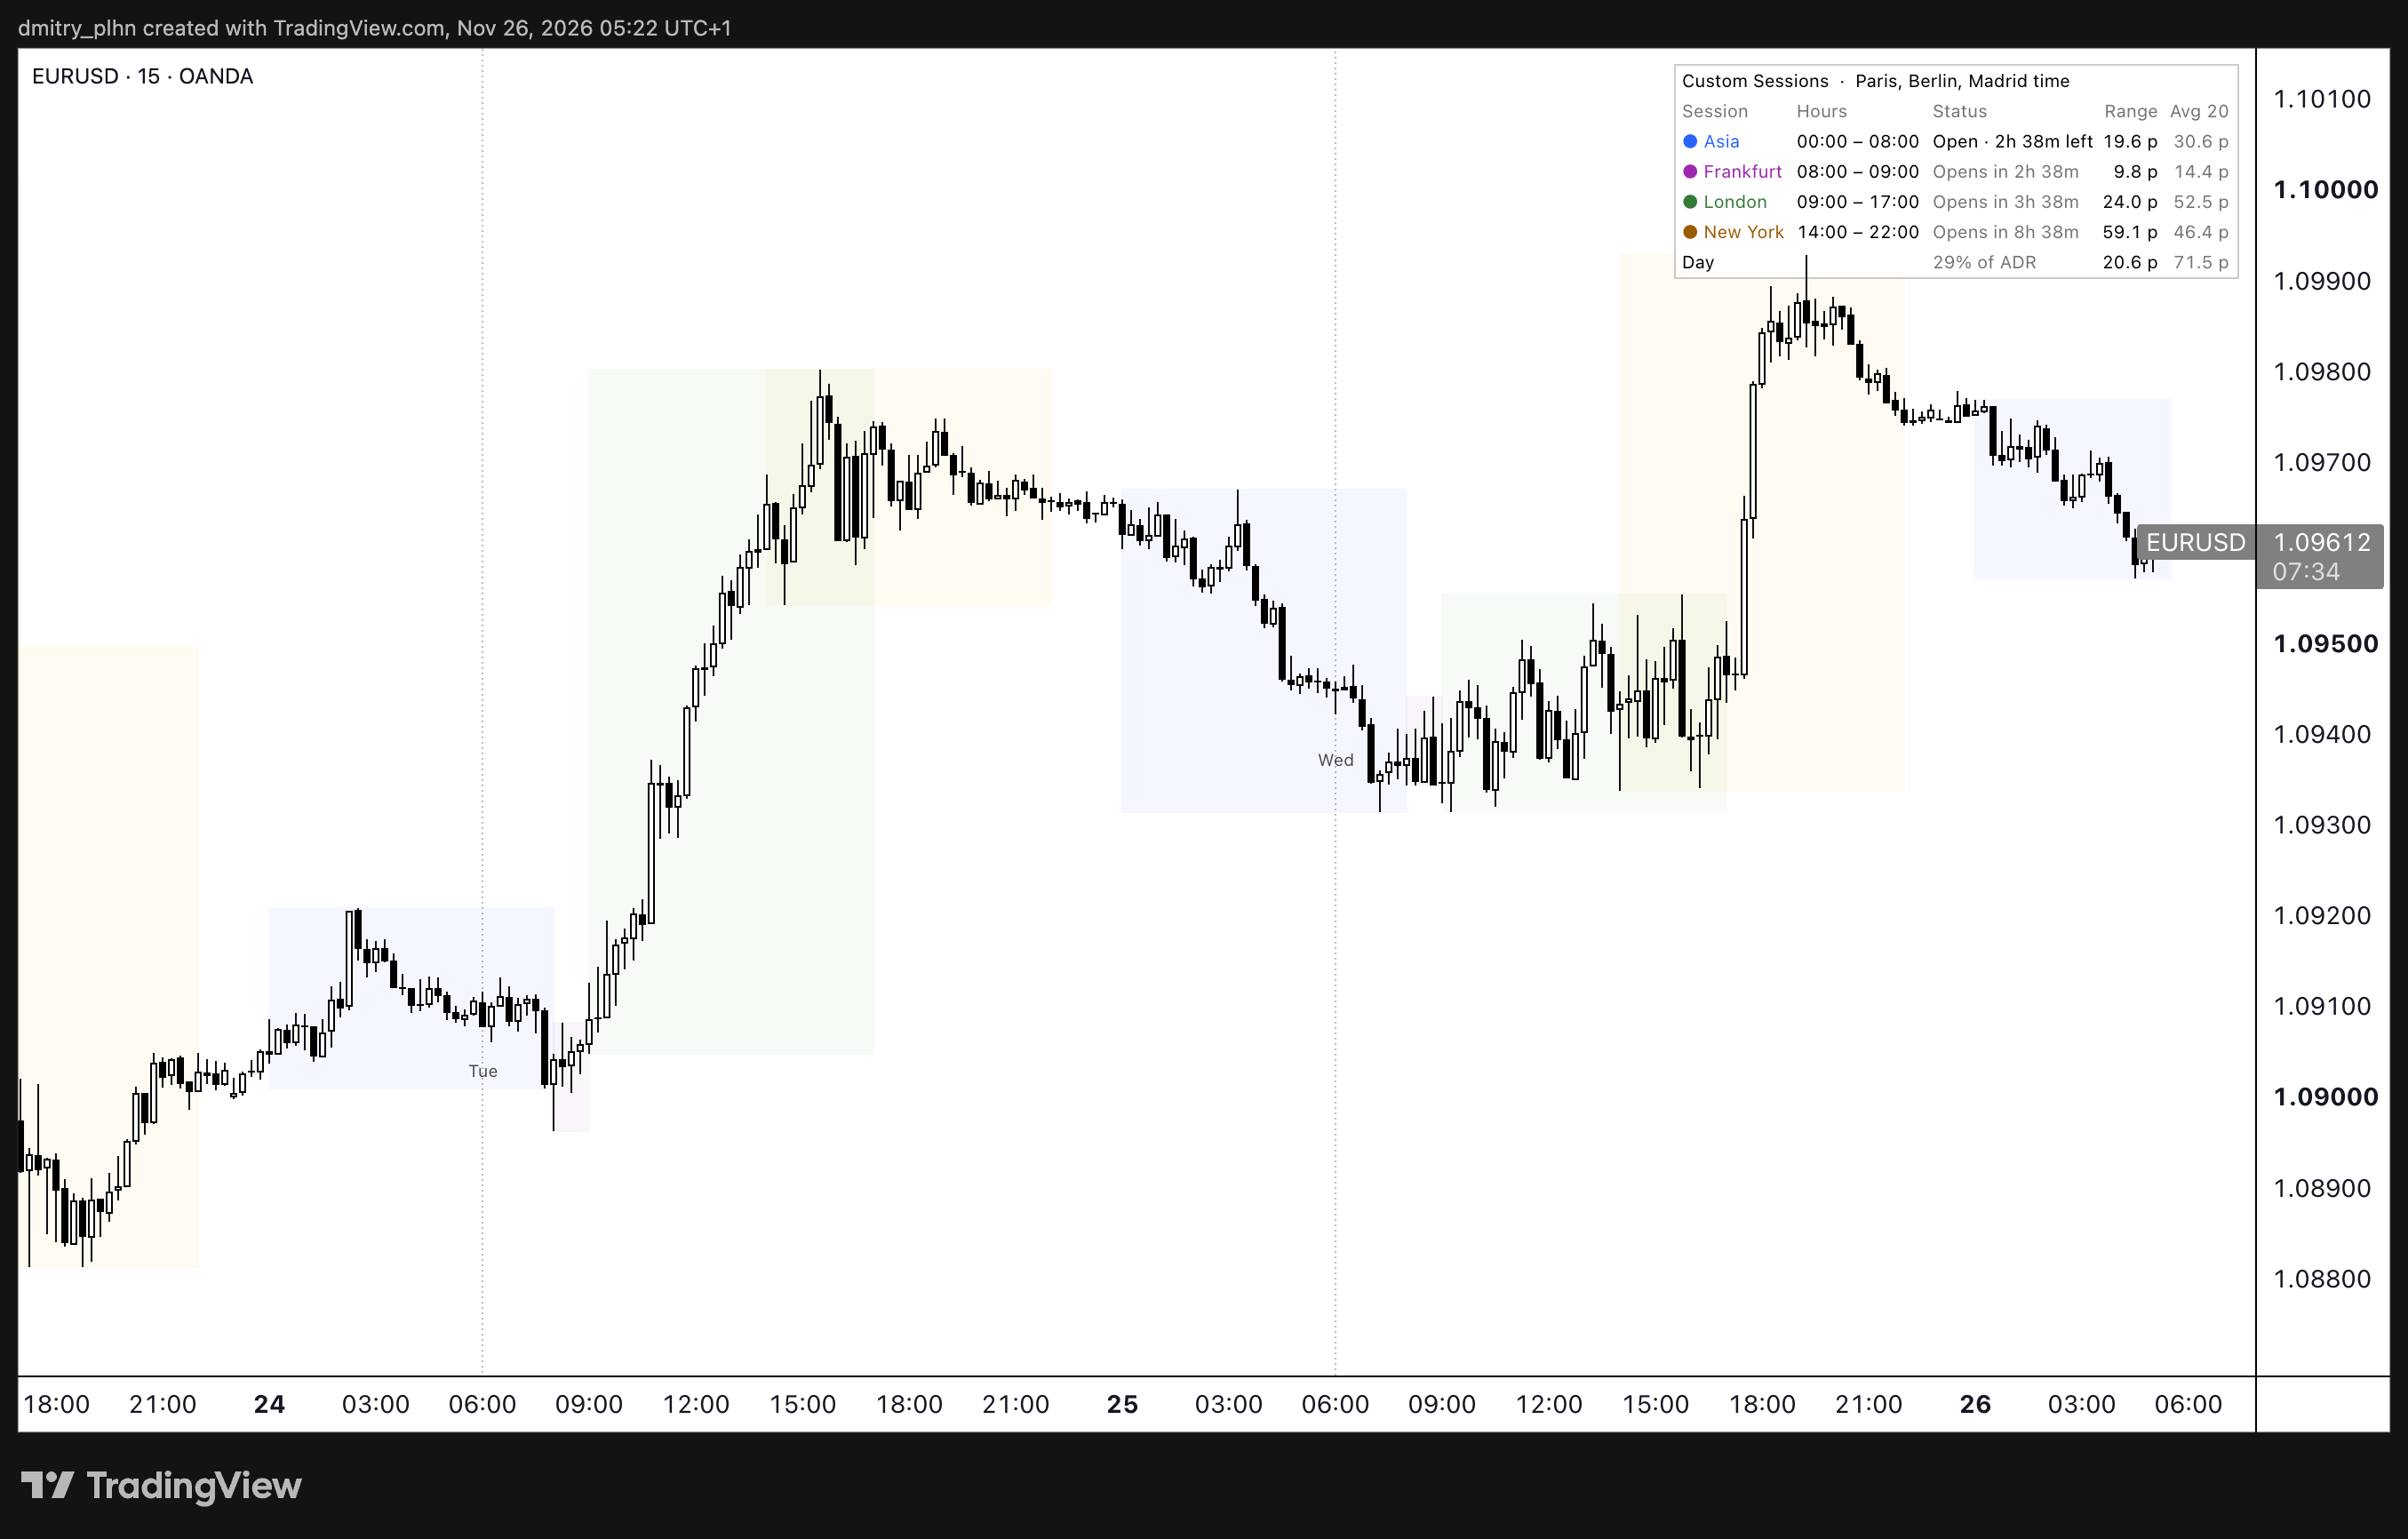 dmitry_plhn created with TradingView.com, Nov 26, 2026 05:22 UTC+1
EURUSD · 15 · OANDA
Custom Sessions · Paris, Berlin, Madrid time
Session Hours Status Range Avg 20
Asia 00:00 – 08:00 Open · 2h 38m left 19.6 p 30.6 p
Frankfurt 08:00 – 09:00 Opens in 2h 38m 9.8 p 14.4 p
London 09:00 – 17:00 Opens in 3h 38m 24.0 p 52.5 p
New York 14:00 – 22:00 Opens in 8h 38m 59.1 p 46.4 p
Day 29% of ADR 20.6 p 71.5 p
1.10100
1.10000
1.09900
1.09800
1.09700
EURUSD 1.09612
07:34
1.09500
1.09400
Wed
1.09300
1.09200
1.09100
Tue
1.09000
1.08900
1.08800
18:00 21:00 24 03:00 06:00 09:00 12:00 15:00 18:00 21:00 25 03:00 06:00 09:00 12:00 15:00 18:00 21:00 26 03:00 06:00
TradingView